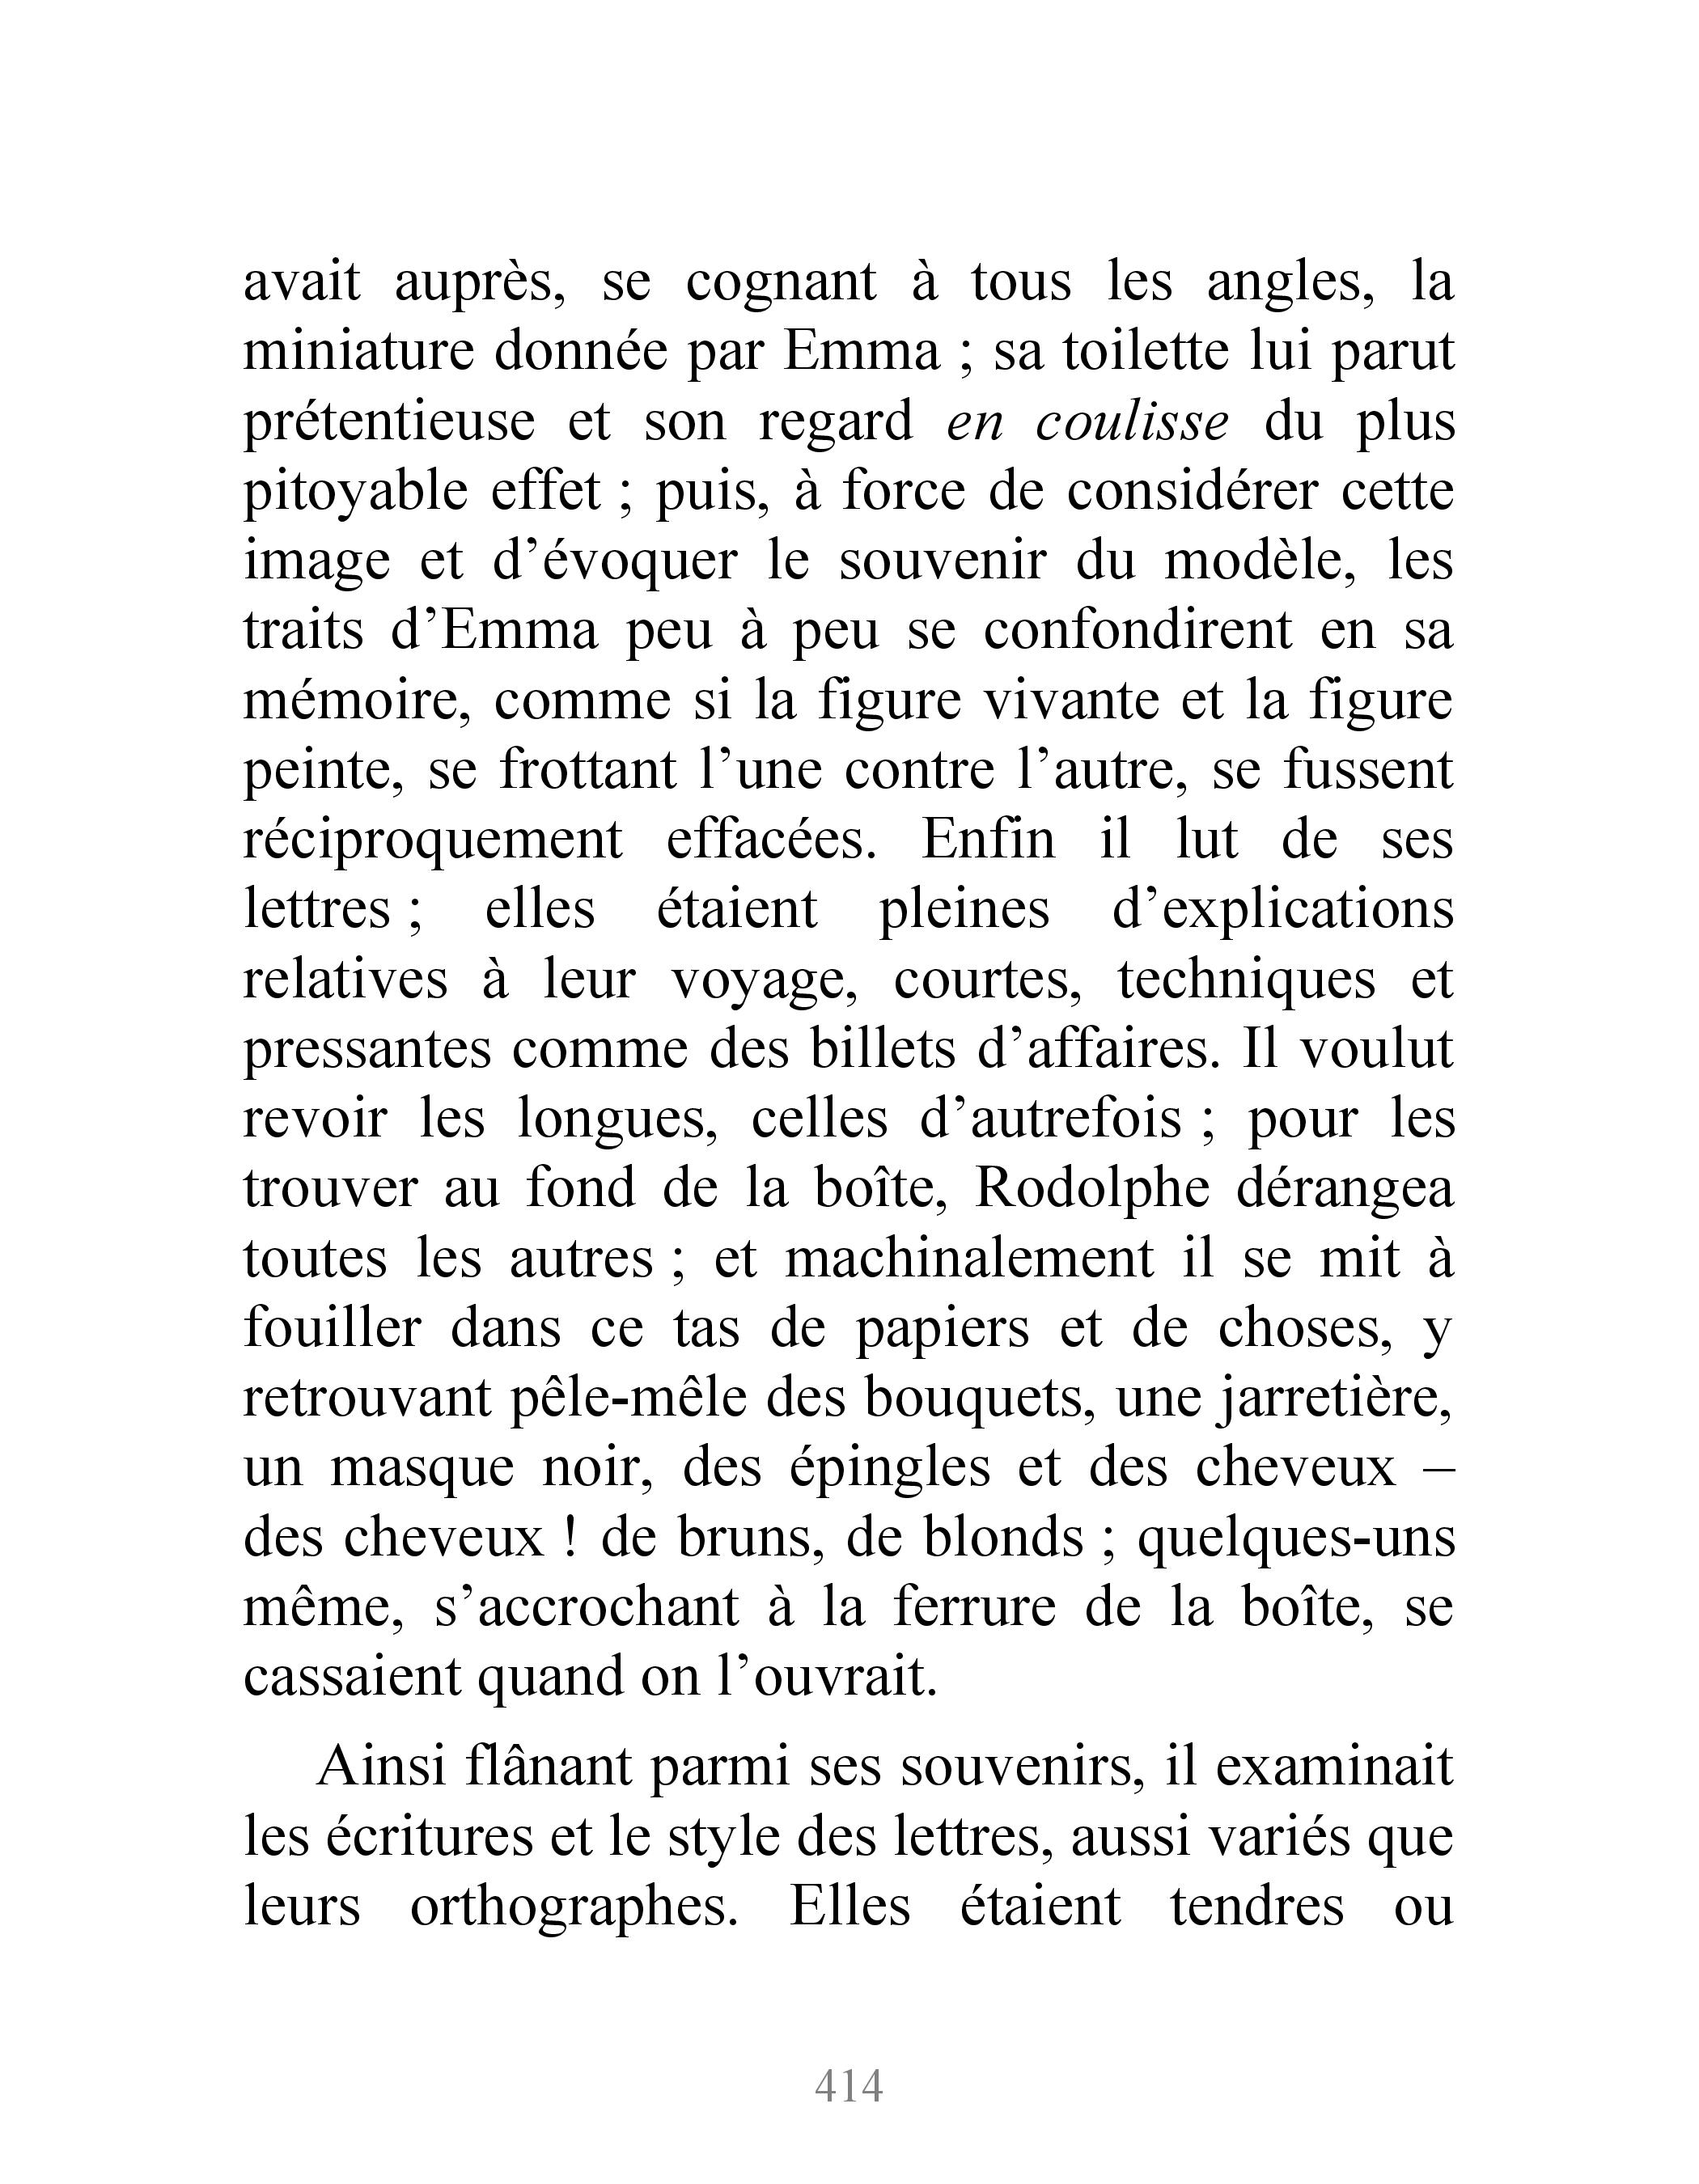 avait auprès, se cognant à tous les angles, la
miniature donnée par Emma ; sa toilette lui parut
prétentieuse et son regard en coulisse du plus
pitoyable effet ; puis, à force de considérer cette
image et d’évoquer le souvenir du modèle, les
traits d’Emma peu à peu se confondirent en sa
mémoire, comme si la figure vivante et la figure
peinte, se frottant l’une contre l’autre, se fussent
réciproquement effacées. Enfin il lut de ses
lettres ; elles étaient pleines d’explications
relatives à leur voyage, courtes, techniques et
pressantes comme des billets d’affaires. Il voulut
revoir les longues, celles d’autrefois ; pour les
trouver au fond de la boîte, Rodolphe dérangea
toutes les autres ; et machinalement il se mit à
fouiller dans ce tas de papiers et de choses, y
retrouvant pêle-mêle des bouquets, une jarretière,
un masque noir, des épingles et des cheveux –
des cheveux ! de bruns, de blonds ; quelques-uns
même, s’accrochant à la ferrure de la boîte, se
cassaient quand on l’ouvrait.
Ainsi flânant parmi ses souvenirs, il examinait
les écritures et le style des lettres, aussi variés que
leurs orthographes. Elles étaient tendres ou
414